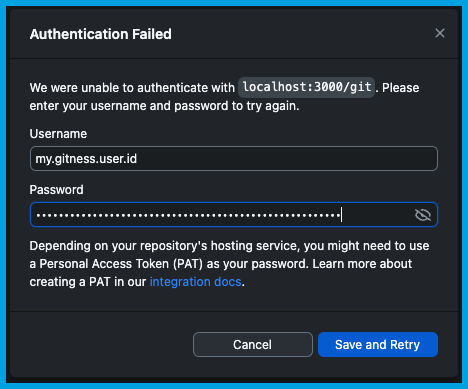 Authentication Failed
We were unable to authenticate with localhost:3000/git. Please
enter your username and password to try again.
Username
my.gitness.user.id
Password
••••••••••••••••••••••••••••••••••••••••••••••••••••••
Depending on your repository's hosting service, you might need to use
a Personal Access Token (PAT) as your password. Learn more about
creating a PAT in our integration docs.
Cancel
Save and Retry